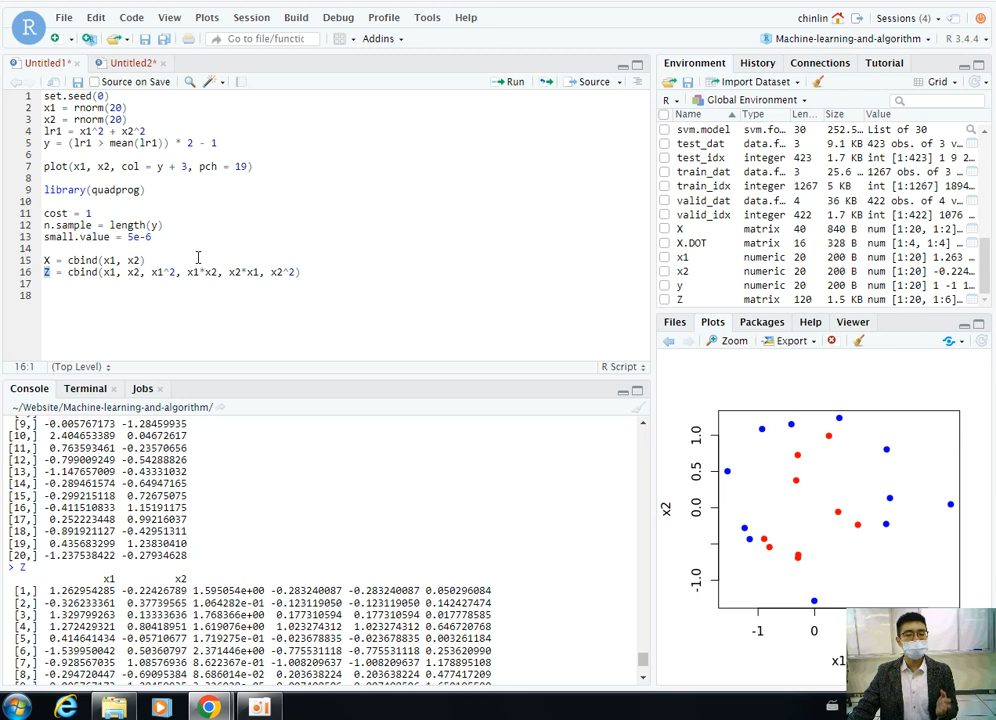 File Edit Code View Plots Session Build Debug Profile Tools Help
chinlin Sessions (4)
Go to file/functic Addins
Machine-learning-and-algorithm R 3.4.4
Untitled1* Untitled2*
Source on Save Run Source
1 set.seed(0)
2 x1 = rnorm(20)
3 x2 = rnorm(20)
4 lr1 = x1^2 + x2^2
5 y = (lr1 > mean(lr1)) * 2 - 1
6
7 plot(x1, x2, col = y + 3, pch = 19)
8
9 library(quadprog)
10
11 cost = 1
12 n.sample = length(y)
13 small.value = 5e-6
14
15 X = cbind(x1, x2)
16 Z = cbind(x1, x2, x1^2, x1*x2, x2*x1, x2^2)
17
18
16:1 (Top Level) R Script
Console Terminal Jobs
~/Website/Machine-learning-and-algorithm/
[9,] -0.005767173 -1.28459935
[10,] 2.404653389 0.04672617
[11,] 0.763593461 -0.23570656
[12,] -0.799009249 -0.54288826
[13,] -1.147657009 -0.43331032
[14,] -0.289461574 -0.64947165
[15,] -0.299215118 0.72675075
[16,] -0.411510833 1.15191175
[17,] 0.252223448 0.99216037
[18,] -0.891921127 -0.42951311
[19,] 0.435683299 1.23830410
[20,] -1.237538422 -0.27934628
> Z
x1 x2
[1,] 1.262954285 -0.22426789 1.595054e+00 -0.283240087 -0.283240087 0.050296084
[2,] -0.326233361 0.37739565 1.064282e-01 -0.123119050 -0.123119050 0.142427474
[3,] 1.329799263 0.13333636 1.768366e+00 0.177310594 0.177310594 0.017778585
[4,] 1.272429321 0.80418951 1.619076e+00 1.023274312 1.023274312 0.646720768
[5,] 0.414641434 -0.05710677 1.719275e-01 -0.023678835 -0.023678835 0.003261184
[6,] -1.539950042 0.50360797 2.371446e+00 -0.775531118 -0.775531118 0.253620990
[7,] -0.928567035 1.08576936 8.622367e-01 -1.008209637 -1.008209637 1.178895108
[8,] -0.294720447 -0.69095384 8.686014e-02 0.203638224 0.203638224 0.477417213
Environment History Connections Tutorial
Import Dataset Grid
R Global Environment
Name Type Len... Size Value
svm.model svm.fo... 30 252.5... List of 30
test_dat data.f... 3 9.1 KB 423 obs. of 3 v...
test_idx integer 423 1.7 KB int [1:423] 1 9 2...
train_dat data.f... 3 25.6 ... 1267 obs. of 3 ...
train_idx integer 1267 5 KB int [1:1267] 1894...
valid_dat data.f... 4 36 KB 422 obs. of 4 v...
valid_idx integer 422 1.7 KB int [1:422] 1076 ...
X matrix 40 840 B num [1:20, 1:2] ...
X.DOT matrix 16 328 B num [1:4, 1:4] ...
x1 numeric 20 200 B num [1:20] 1.263 ...
x2 numeric 20 200 B num [1:20] -0.224...
y numeric 20 200 B num [1:20] 1 -1 1...
Z matrix 120 1.5 KB num [1:20, 1:6]...
Files Plots Packages Help Viewer
Zoom Export
x2
1.0
0.5
0.0
-1.0
-1 0
x1